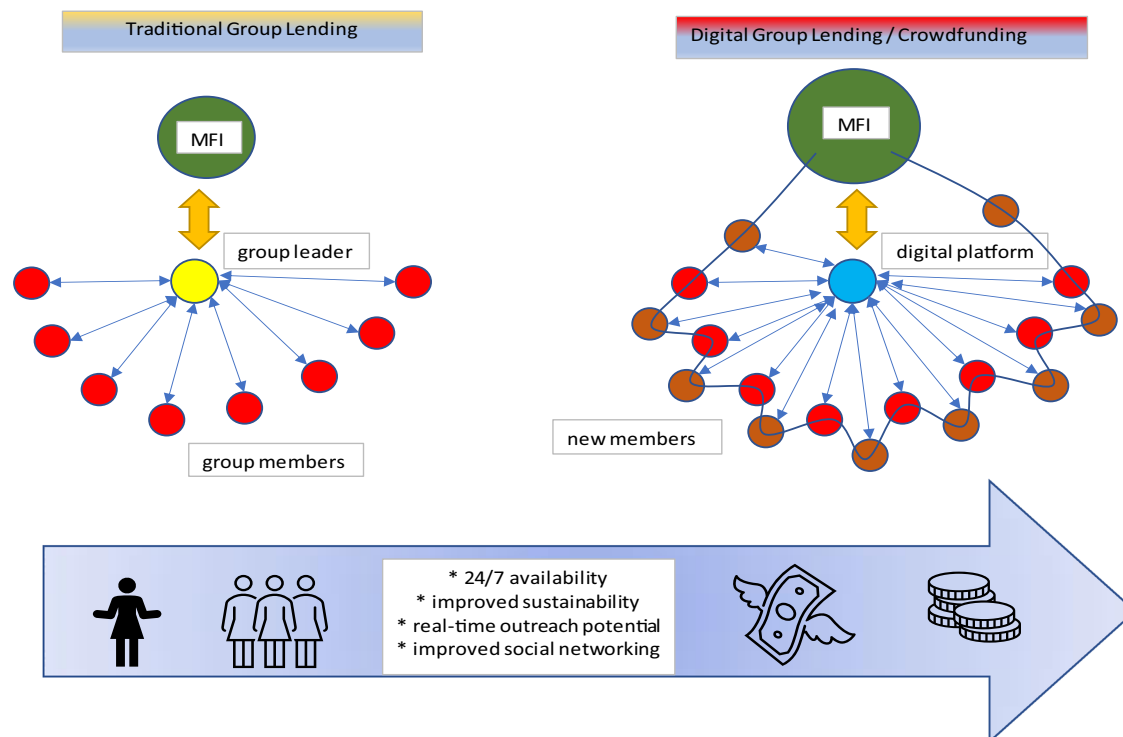 Traditional Group Lending
Digital Group Lending / Crowdfunding
MFI
MFI
group leader
digital platform
group members
new members
* 24/7 availability
* improved sustainability
* real-time outreach potential
* improved social networking